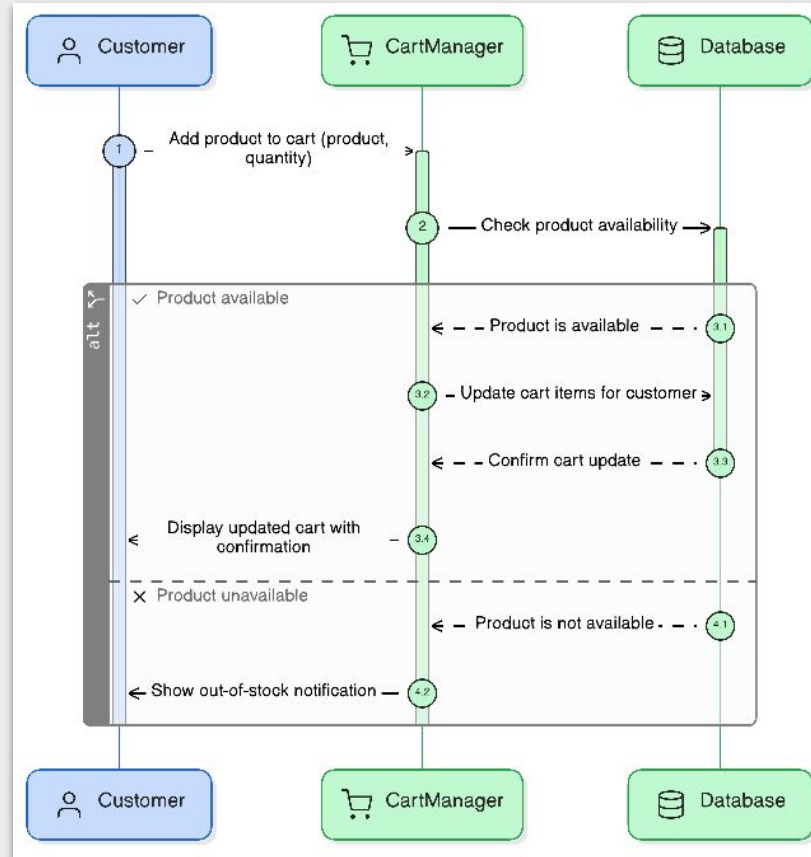 Customer
CartManager
Database
1
Add product to cart (product,
quantity)
2
Check product availability
alt
Product available
Product is available
3.1
3.2
Update cart items for customer
Confirm cart update
3.3
Display updated cart with
confirmation
3.4
Product unavailable
Product is not available
4.1
Show out-of-stock notification
4.2
Customer
CartManager
Database